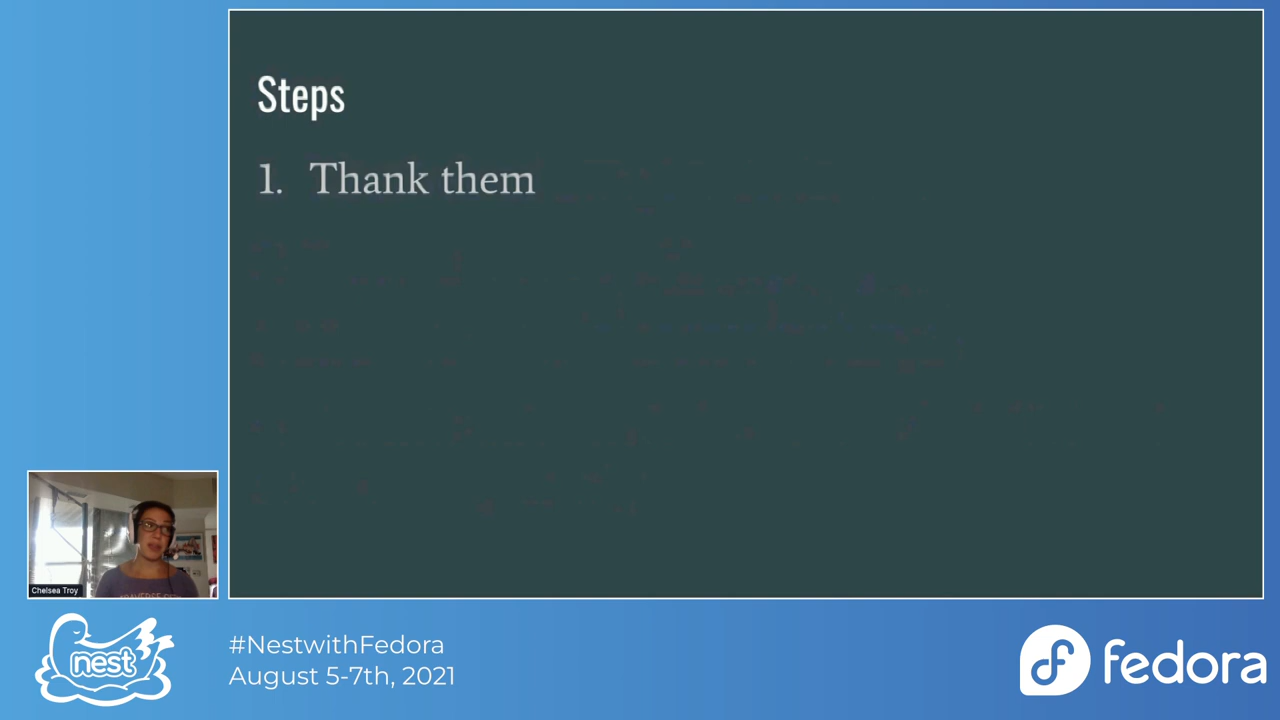 Steps
1. Thank them
Chelsea Troy
nest
#NestwithFedora
August 5-7th, 2021
fedora